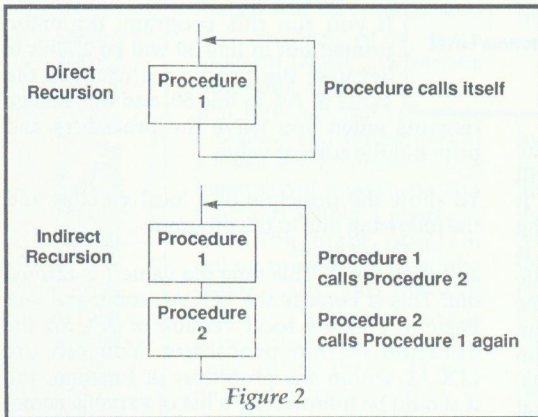 Direct
Recursion
Procedure
1
Procedure calls itself
Indirect
Recursion
Procedure
1
Procedure
2
Procedure 1
calls Procedure 2
Procedure 2
calls Procedure 1 again
Figure 2